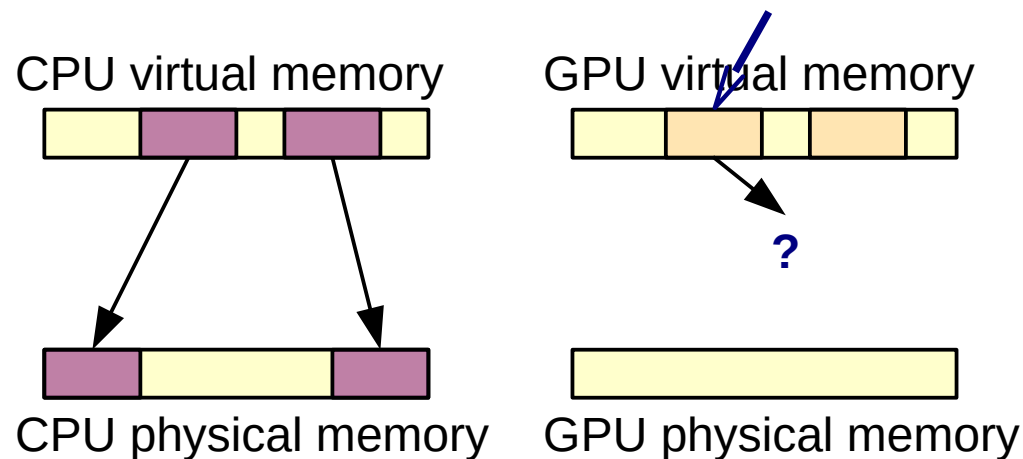 CPU virtual memory
GPU virtual memory
?
CPU physical memory
GPU physical memory